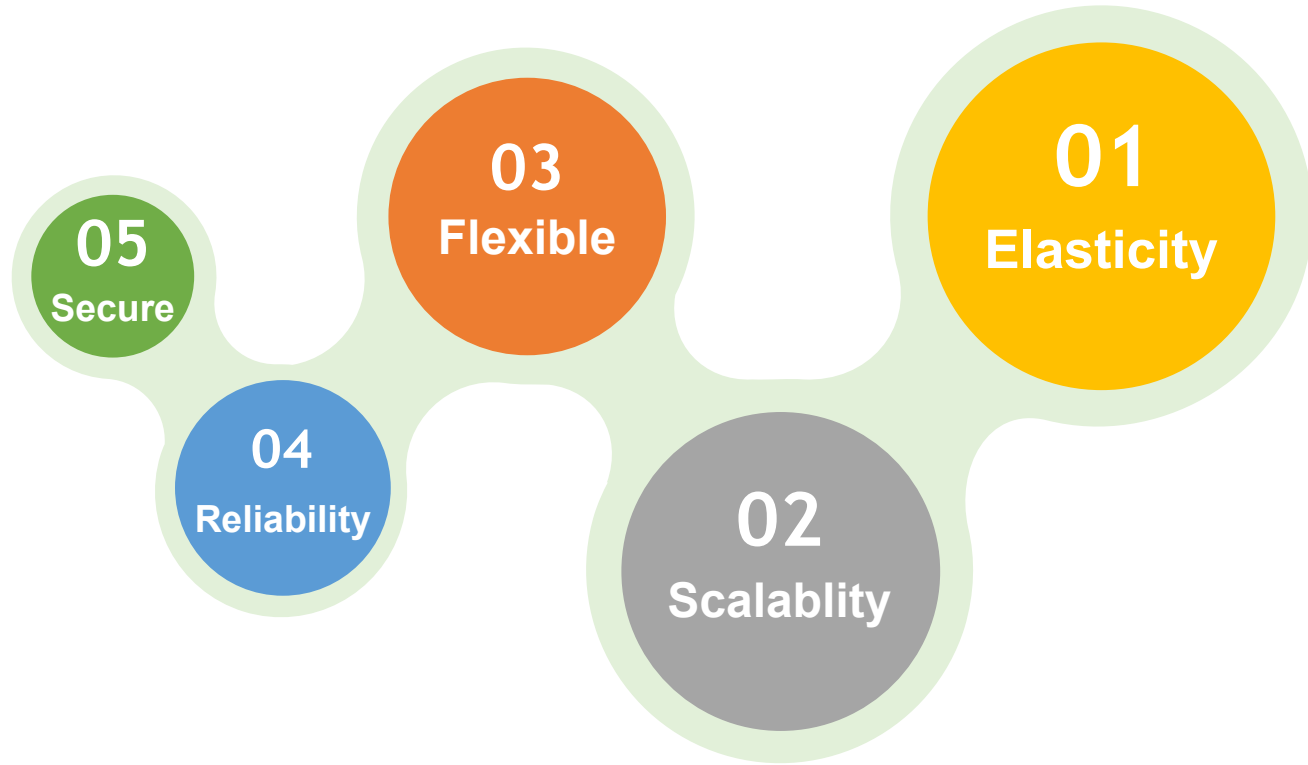 01
Elasticity
02
Scalablity
03
Flexible
04
Reliability
05
Secure